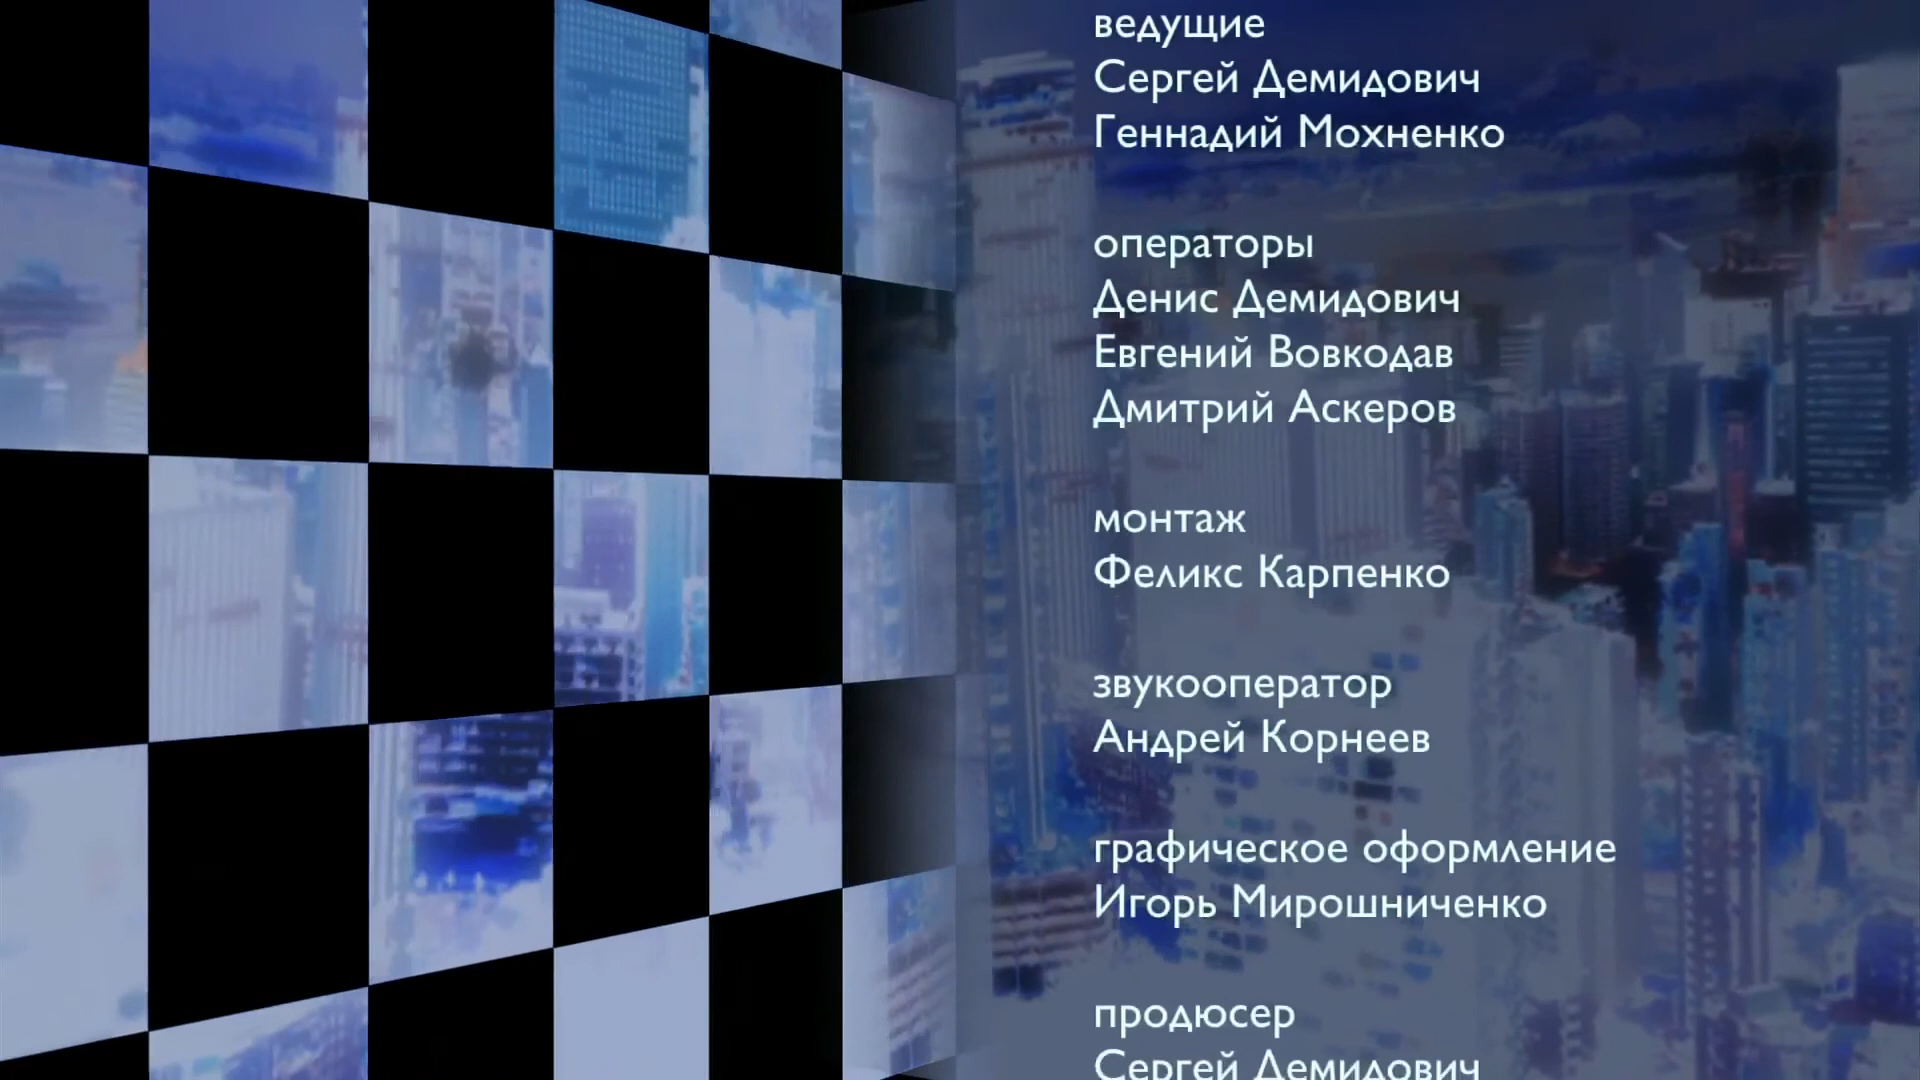 ведущие
Сергей Демидович
Геннадий Мохненко
операторы
Денис Демидович
Евгений Вовкодав
Дмитрий Аскеров
монтаж
Феликс Карпенко
звукооператор
Андрей Корнеев
графическое оформление
Игорь Мирошниченко
продюсер
Сергей Демидович